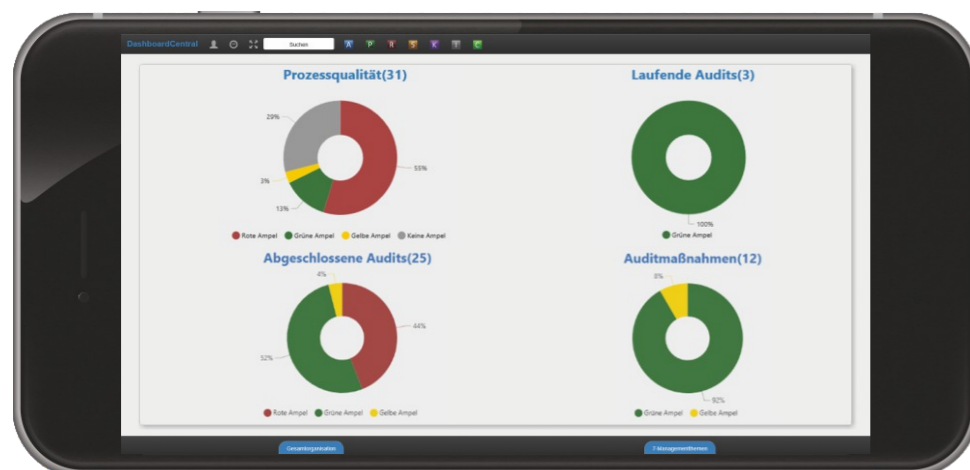 DashboardCentral Suchen A P R S K I C
Prozessqualität(31)
29%
55%
3%
13%
Rote Ampel Grüne Ampel Gelbe Ampel Keine Ampel
Laufende Audits(3)
100%
Grüne Ampel
Abgeschlossene Audits(25)
4%
44%
52%
Rote Ampel Grüne Ampel Gelbe Ampel
Auditmaßnahmen(12)
8%
92%
Grüne Ampel Gelbe Ampel
Gesamtorganisation
7-Managementthemen